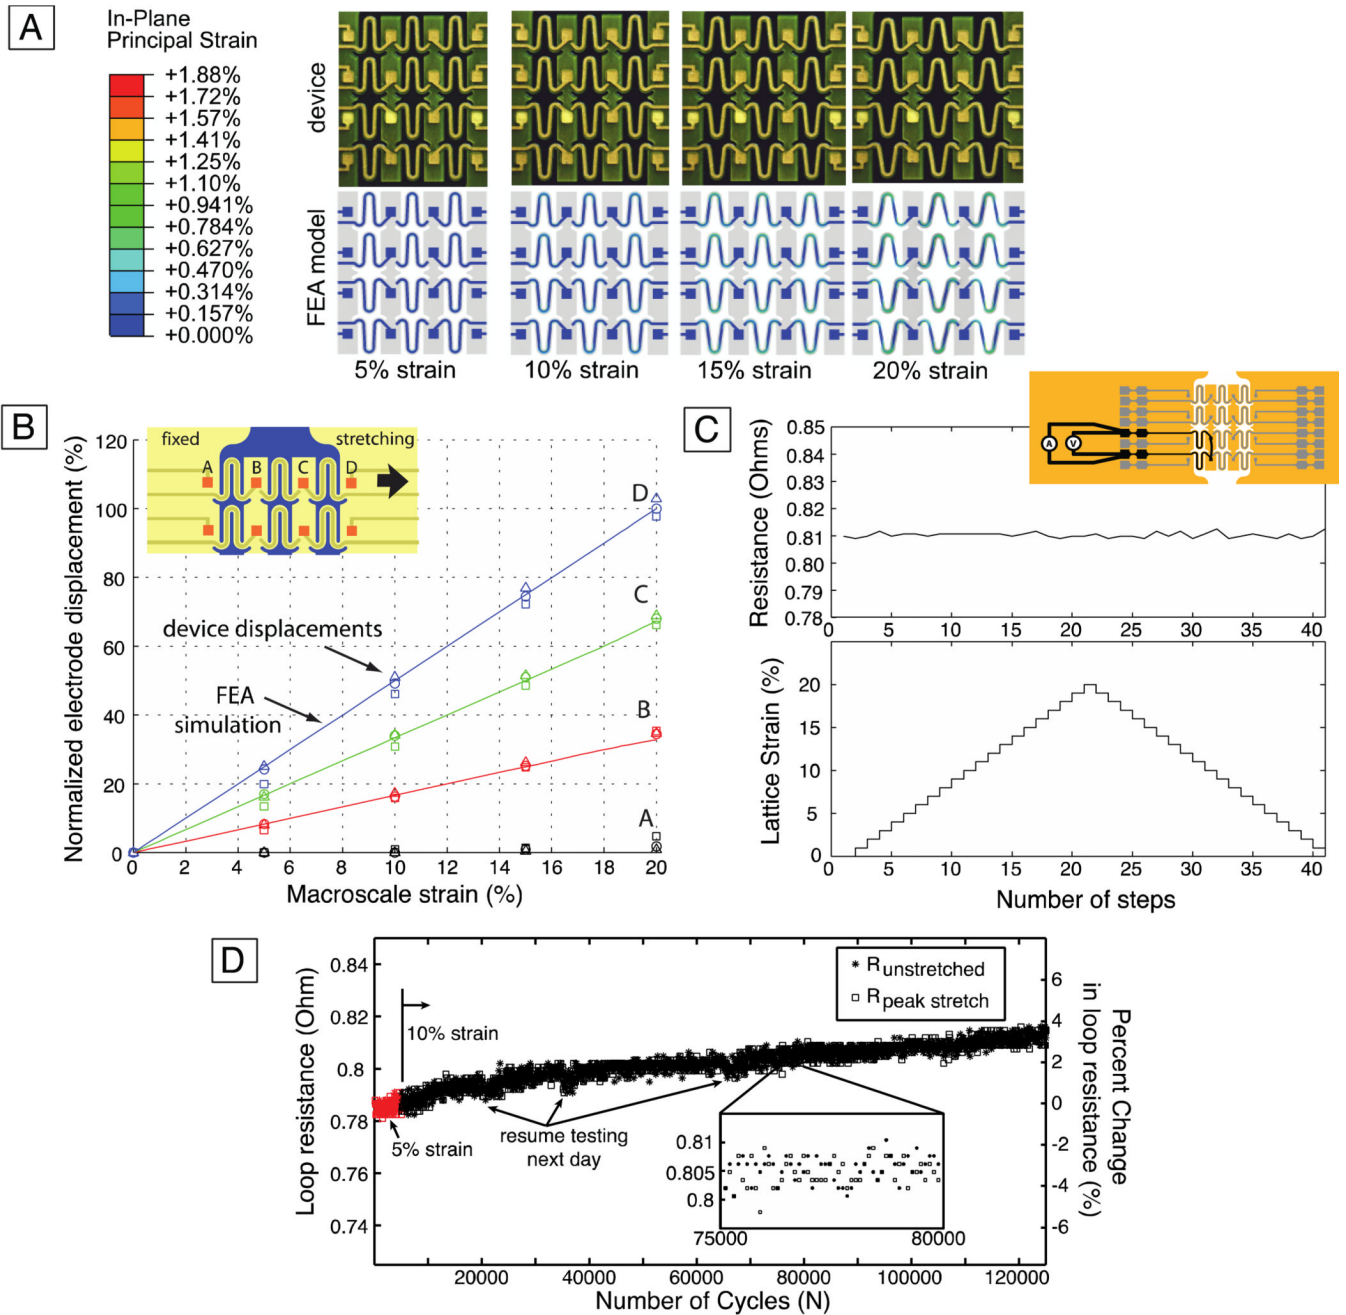 A
In-Plane
Principal Strain
+1.88%
+1.72%
+1.57%
+1.41%
+1.25%
+1.10%
+0.941%
+0.784%
+0.627%
+0.470%
+0.314%
+0.157%
+0.000%
device
FEA model
5% strain
10% strain
15% strain
20% strain
B
Normalized electrode displacement (%)
120
100
80
60
40
20
0
fixed
stretching
A
B
C
D
device displacements
FEA
simulation
D
C
B
A
0
2
4
6
8
10
12
14
16
18
20
Macroscale strain (%)
C
A
V
Resistance (Ohms)
0.85
0.84
0.83
0.82
0.81
0.80
0.79
0.78
0
5
10
15
20
25
30
35
40
Lattice Strain (%)
20
15
10
5
0
0
5
10
15
20
25
30
35
40
Number of steps
D
Loop resistance (Ohm)
0.84
0.82
0.8
0.78
0.76
0.74
10% strain
5% strain
resume testing
next day
R unstretched
R peak stretch
0.81
0.805
0.8
75000
80000
6
4
2
0
-2
-4
-6
Percent Change
in loop resistance (%)
20000
40000
60000
80000
100000
120000
Number of Cycles (N)